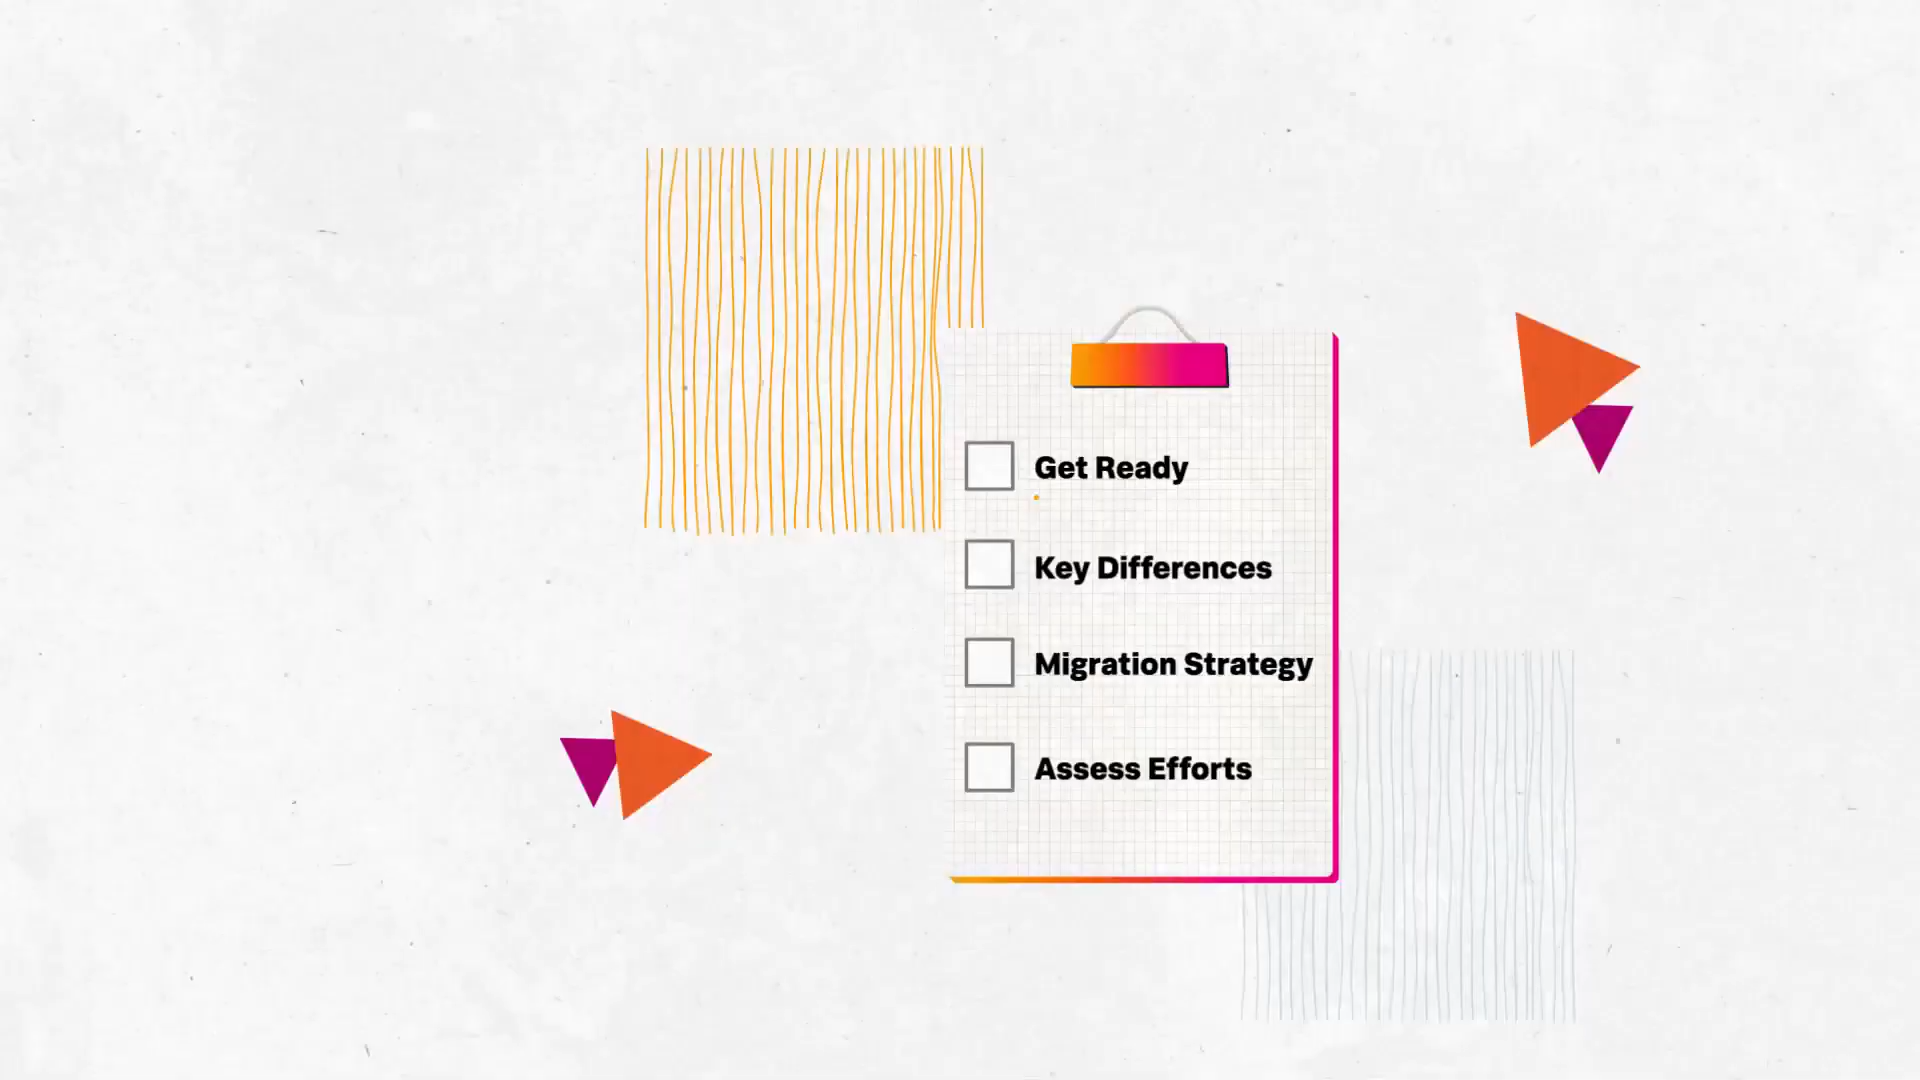 Get Ready
Key Differences
Migration Strategy
Assess Efforts